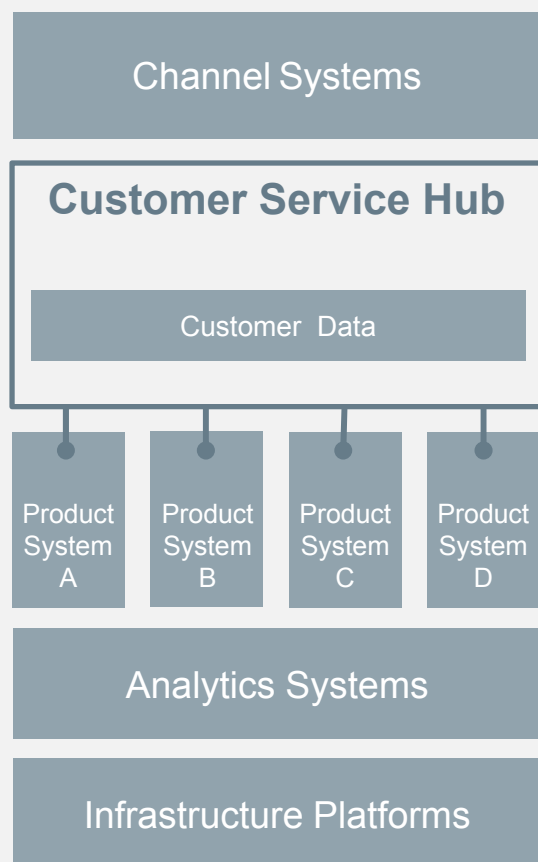 Channel Systems
Customer Service Hub
Customer Data
Product
System
A
Product
System
B
Product
System
C
Product
System
D
Analytics Systems
Infrastructure Platforms